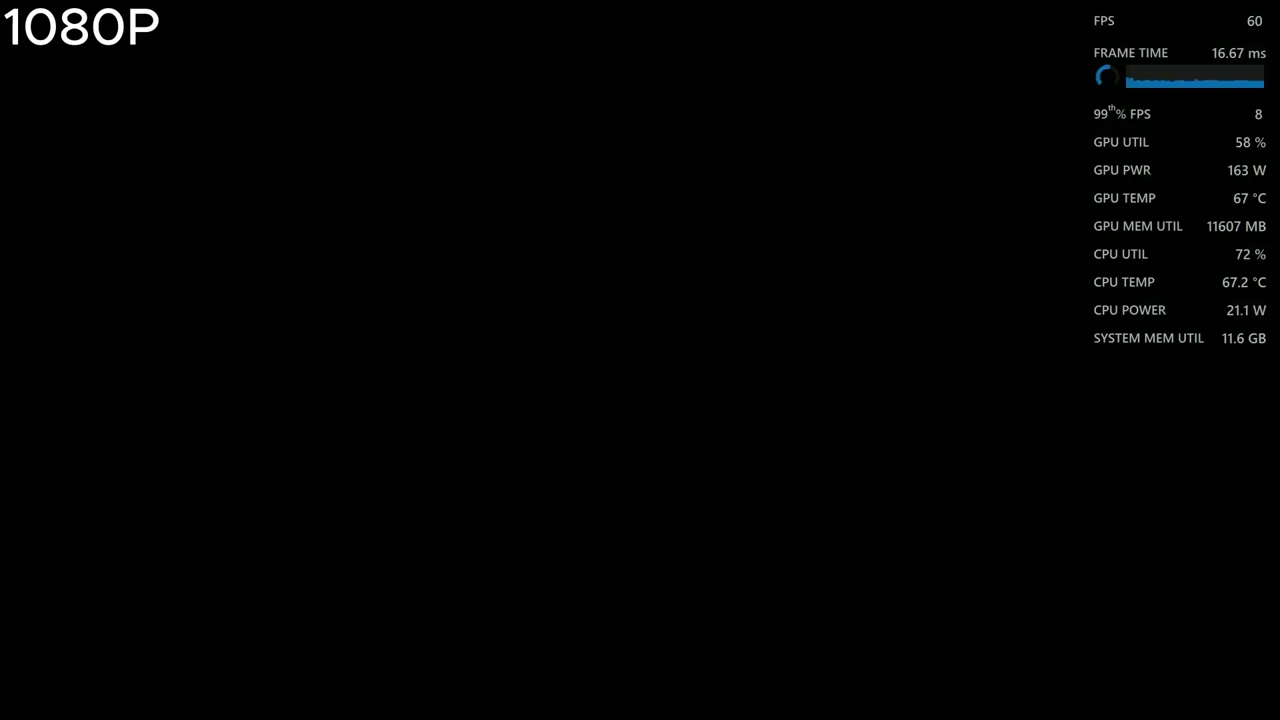 1080P
FPS 60
FRAME TIME 16.67 ms
99th% FPS 8
GPU UTIL 58 %
GPU PWR 163 W
GPU TEMP 67 °C
GPU MEM UTIL 11607 MB
CPU UTIL 72 %
CPU TEMP 67.2 °C
CPU POWER 21.1 W
SYSTEM MEM UTIL 11.6 GB